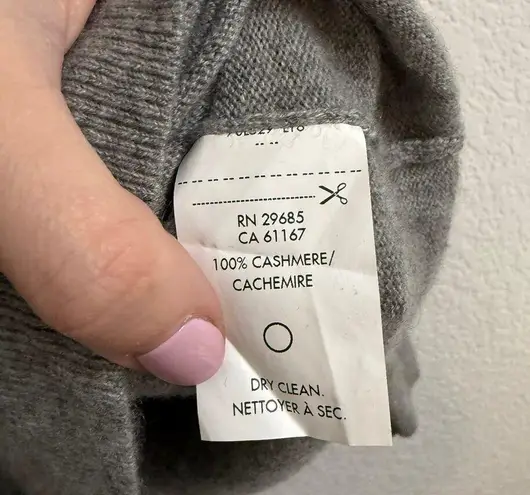 RN 29685
CA 61167
100% CASHMERE/
CACHEMIRE
DRY CLEAN.
NETTOYER À SEC.